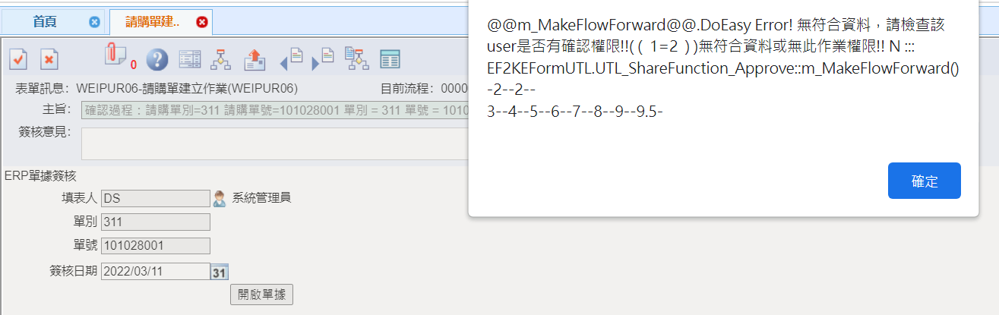 首頁
請購單建..
@@m_MakeFlowForward@@.DoEasy Error! 無符合資料，請檢查該
user是否有確認權限!!( ( 1=2 ) )無符合資料或無此作業權限!! N :::
EF2KEFormUTL.UTL_ShareFunction_Approve::m_MakeFlowForward()
-2--2--
3--4--5--6--7--8--9--9.5-
確定
0
表單訊息: WEIPUR06-請購單建立作業(WEIPUR06)
目前流程: 0000
主旨:
確認過程 : 請購單別=311 請購單號=101028001 單別 = 311 單號 = 1010
簽核意見:
ERP單據簽核
填表人 DS 系統管理員
單別 311
單號 101028001
簽核日期 2022/03/11 31
開啟單據